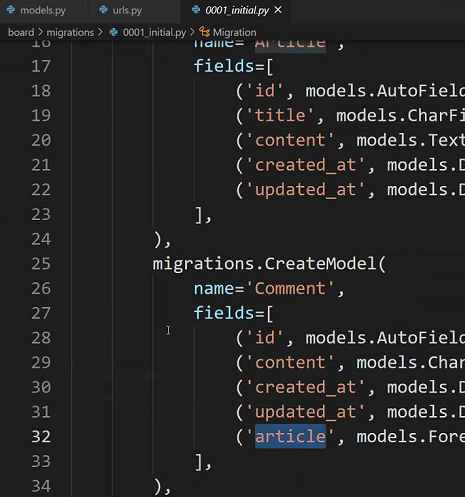 models.py urls.py 0001_initial.py
board > migrations > 0001_initial.py > Migration
16 name='Article',
17 fields=[
18 ('id', models.AutoField
19 ('title', models.CharFi
20 ('content', models.Text
21 ('created_at', models.D
22 ('updated_at', models.D
23 ],
24 ),
25 migrations.CreateModel(
26 name='Comment',
27 fields=[
28 ('id', models.AutoField
29 ('content', models.Char
30 ('created_at', models.D
31 ('updated_at', models.D
32 ('article', models.Fore
33 ],
34 ),